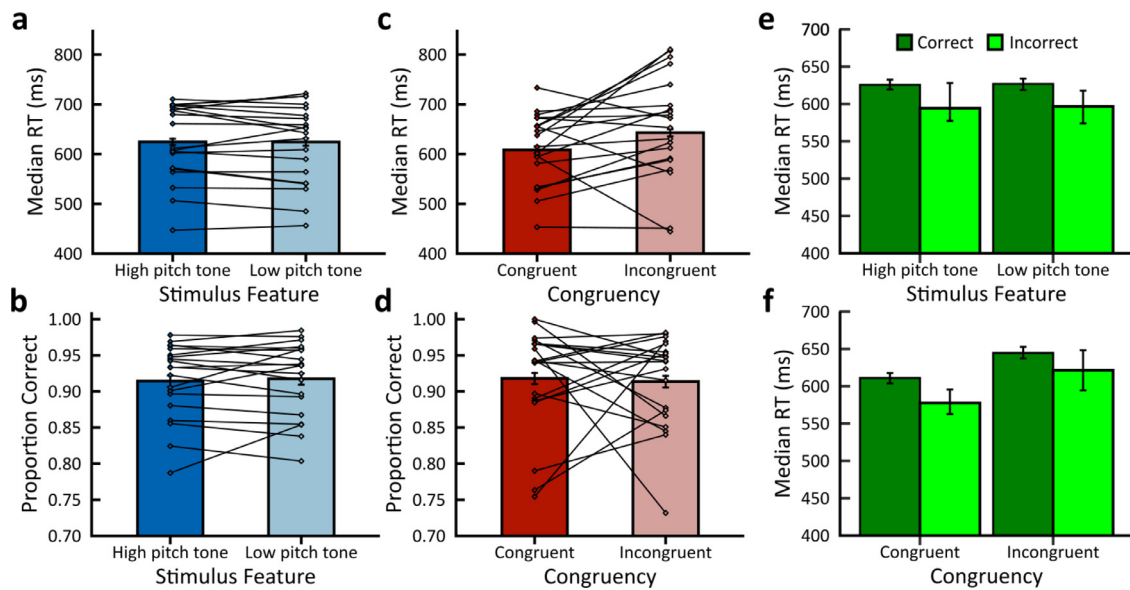 a
Median RT (ms)
800
700
600
500
400
High pitch tone Low pitch tone
Stimulus Feature
b
Proportion Correct
1.00
0.95
0.90
0.85
0.80
0.75
0.70
High pitch tone Low pitch tone
Stimulus Feature
c
Median RT (ms)
800
700
600
500
400
Congruent Incongruent
Congruency
d
Proportion Correct
1.00
0.95
0.90
0.85
0.80
0.75
0.70
Congruent Incongruent
Congruency
e
Correct Incorrect
Median RT (ms)
700
650
600
550
500
450
400
High pitch tone Low pitch tone
Stimulus Feature
f
Median RT (ms)
700
650
600
550
500
450
400
Congruent Incongruent
Congruency